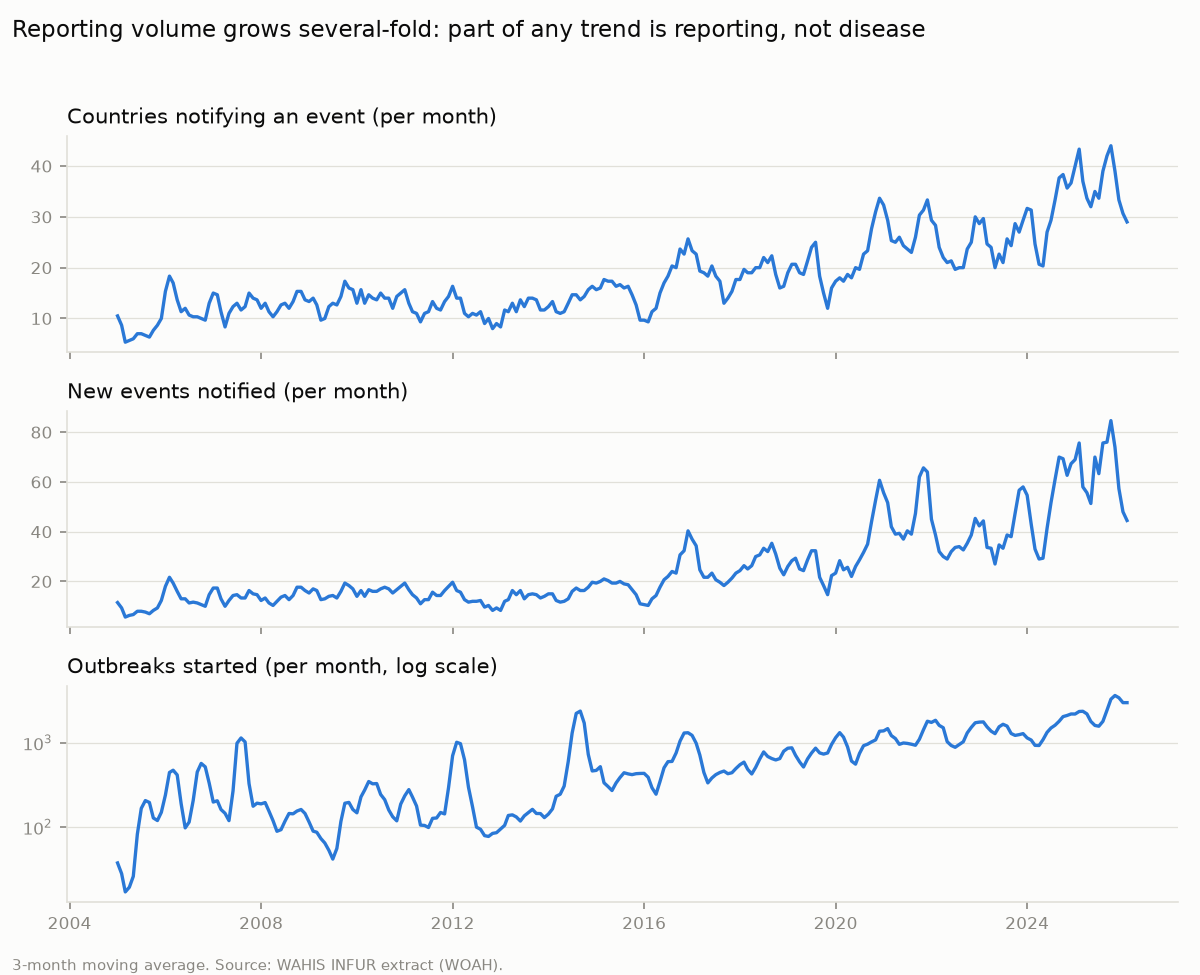 Reporting volume grows several-fold: part of any trend is reporting, not disease
Countries notifying an event (per month)
40
30
20
10
New events notified (per month)
80
60
40
20
Outbreaks started (per month, log scale)
10³
10²
2004 2008 2012 2016 2020 2024
3-month moving average. Source: WAHIS INFUR extract (WOAH).